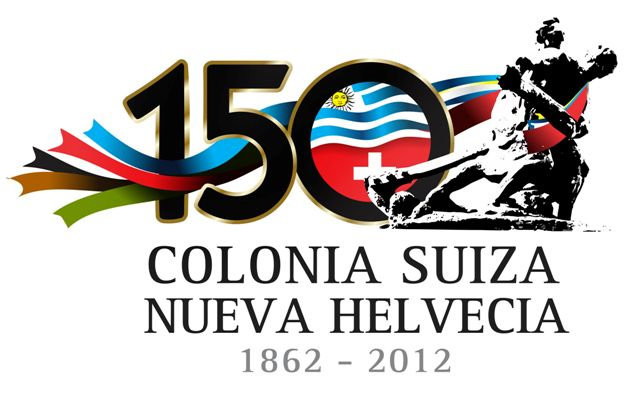 150
COLONIA SUIZA
NUEVA HELVECIA
1862 - 2012